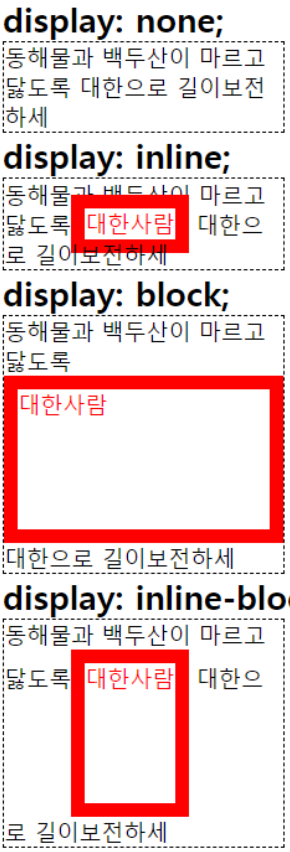 display: none;
동해물과 백두산이 마르고
닳도록 대한으로 길이보전
하세
display: inline;
동해물과 백두산이 마르고
닳도록 대한사람 대한으
로 길이보전하세
display: block;
동해물과 백두산이 마르고
닳도록
대한사람
대한으로 길이보전하세
display: inline-blo
동해물과 백두산이 마르고
닳도록 대한사람 대한으
로 길이보전하세